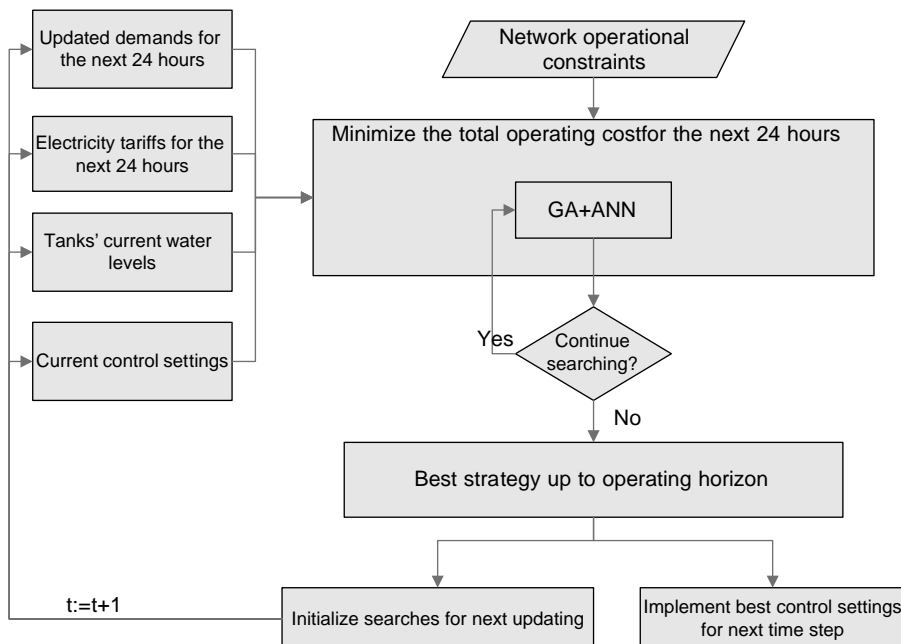 Updated demands for
the next 24 hours
Electricity tariffs for the
next 24 hours
Tanks' current water
levels
Current control settings
Network operational
constraints
Minimize the total operating costfor the next 24 hours
GA+ANN
Yes
Continue
searching?
No
Best strategy up to operating horizon
t:=t+1
Initialize searches for next updating
Implement best control settings
for next time step